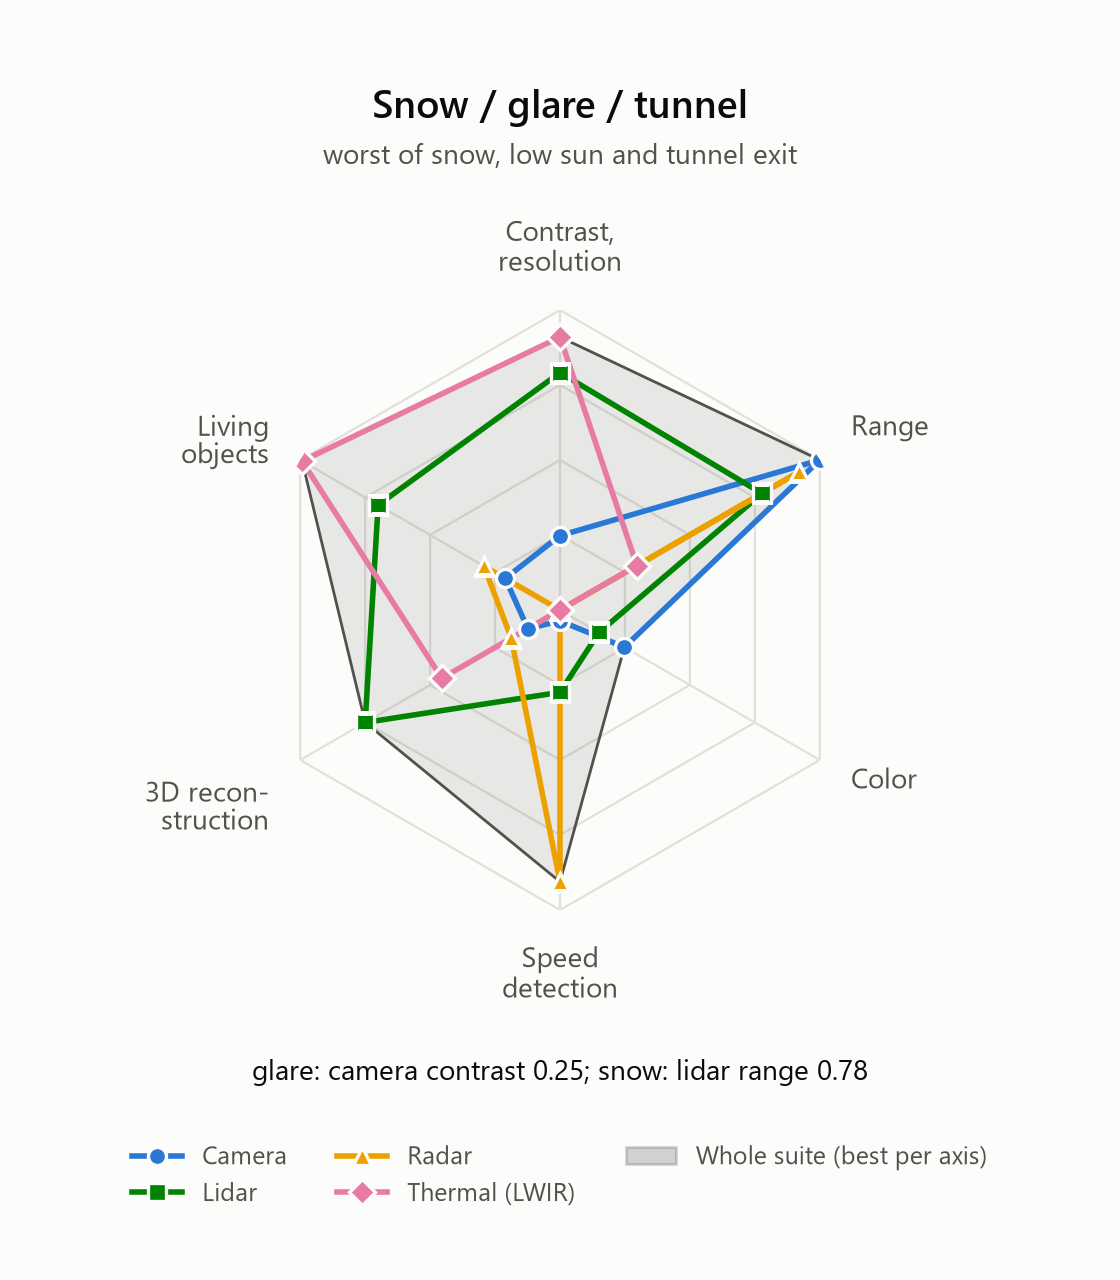 Snow / glare / tunnel
worst of snow, low sun and tunnel exit
Contrast,
resolution
Range
Living
objects
Color
3D recon-
struction
Speed
detection
glare: camera contrast 0.25; snow: lidar range 0.78
Camera
Radar
Whole suite (best per axis)
Lidar
Thermal (LWIR)